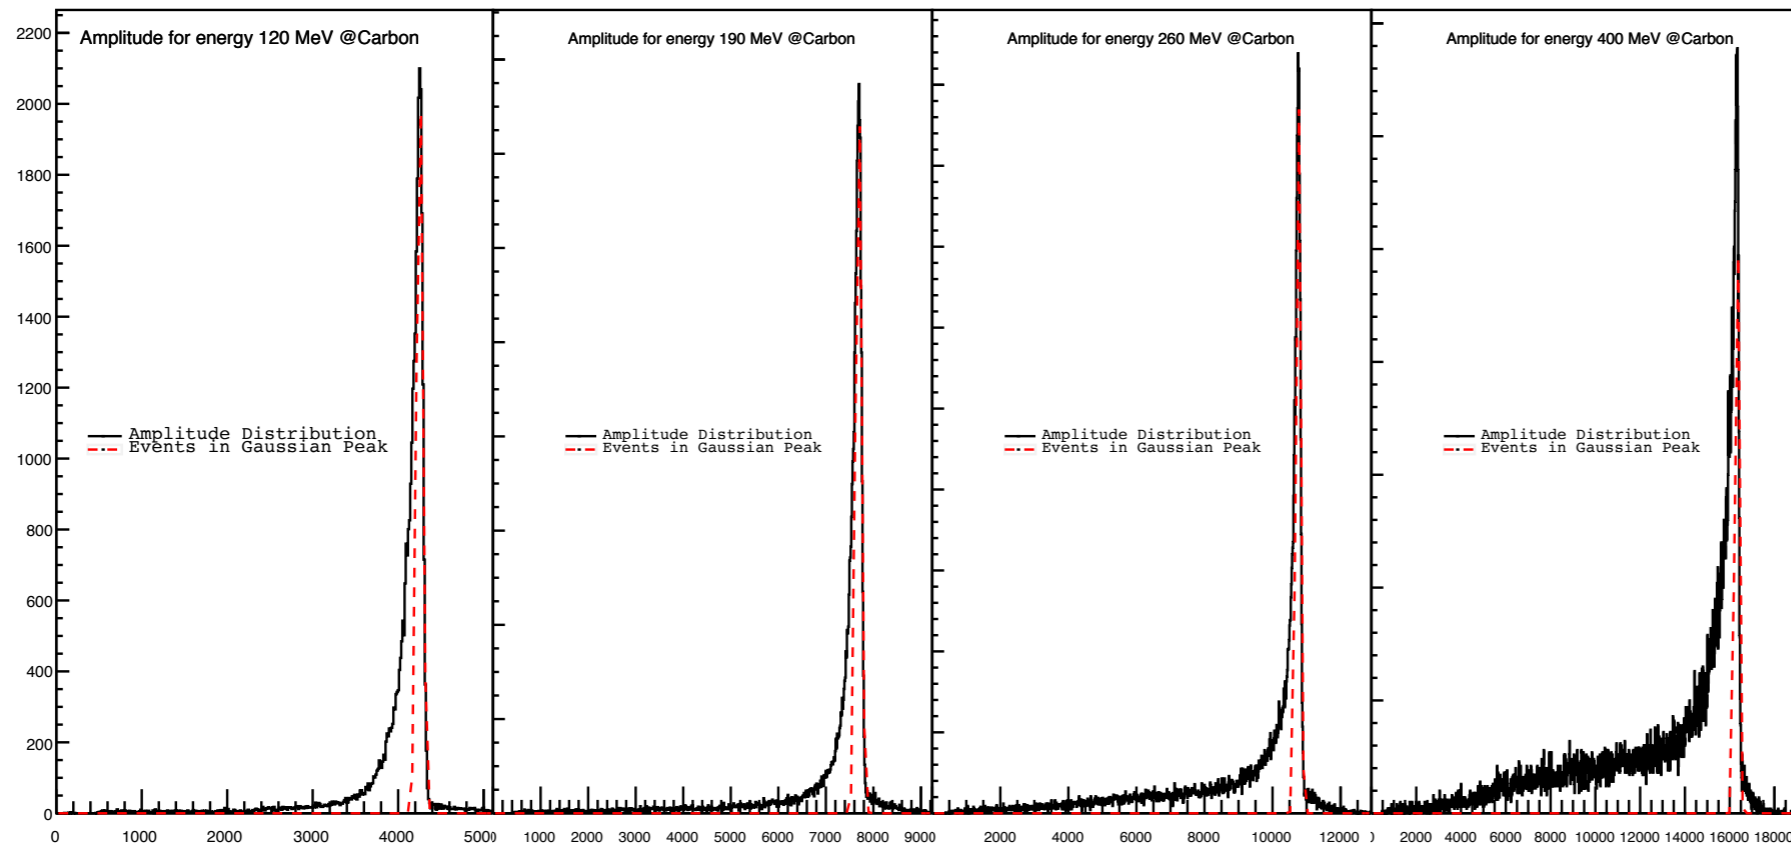 Amplitude for energy 120 MeV @Carbon
Amplitude for energy 190 MeV @Carbon
Amplitude for energy 260 MeV @Carbon
Amplitude for energy 400 MeV @Carbon
2200
2000
1800
1600
1400
1200
1000
800
600
400
200
0
Amplitude Distribution
Events in Gaussian Peak
Amplitude Distribution
Events in Gaussian Peak
Amplitude Distribution
Events in Gaussian Peak
Amplitude Distribution
Events in Gaussian Peak
0 1000 2000 3000 4000 5000
1000 2000 3000 4000 5000 6000 7000 8000 9000
2000 4000 6000 8000 10000 12000
2000 4000 6000 8000 10000 12000 14000 16000 18000